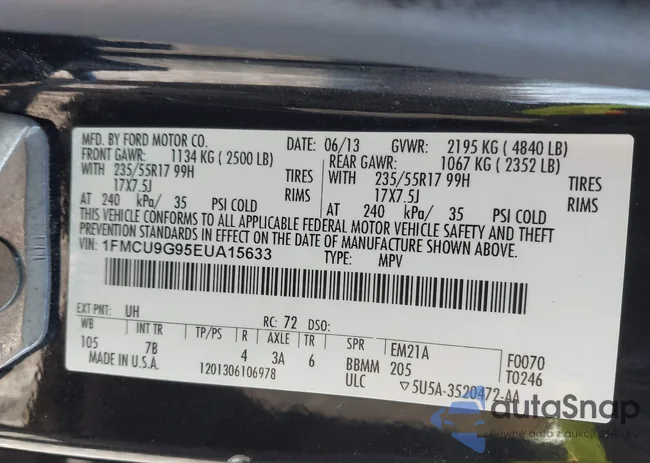 MFD. BY FORD MOTOR CO. DATE: 06/13 GVWR: 2195 KG ( 4840 LB)
FRONT GAWR: 1134 KG ( 2500 LB) REAR GAWR: 1067 KG ( 2352 LB)
WITH 235/55R17 99H TIRES WITH 235/55R17 99H TIRES
17X7.5J RIMS 17X7.5J RIMS
AT 240 kPa/ 35 PSI COLD AT 240 kPa/ 35 PSI COLD
THIS VEHICLE CONFORMS TO ALL APPLICABLE FEDERAL MOTOR VEHICLE SAFETY AND THEFT
PREVENTION STANDARDS IN EFFECT ON THE DATE OF MANUFACTURE SHOWN ABOVE.
VIN: 1FMCU9G95EUA15633 TYPE: MPV
EXT PNT: UH RC: 72 DSO:
WB INT TR TP/PS R AXLE TR SPR EM21A F0070
105 7B 4 3A 6 BBMM 205 T0246
MADE IN U.S.A. 1201306106978 ULC ▽5U5A-3520472-AA
autoSnap
Pewne auto z aukcji